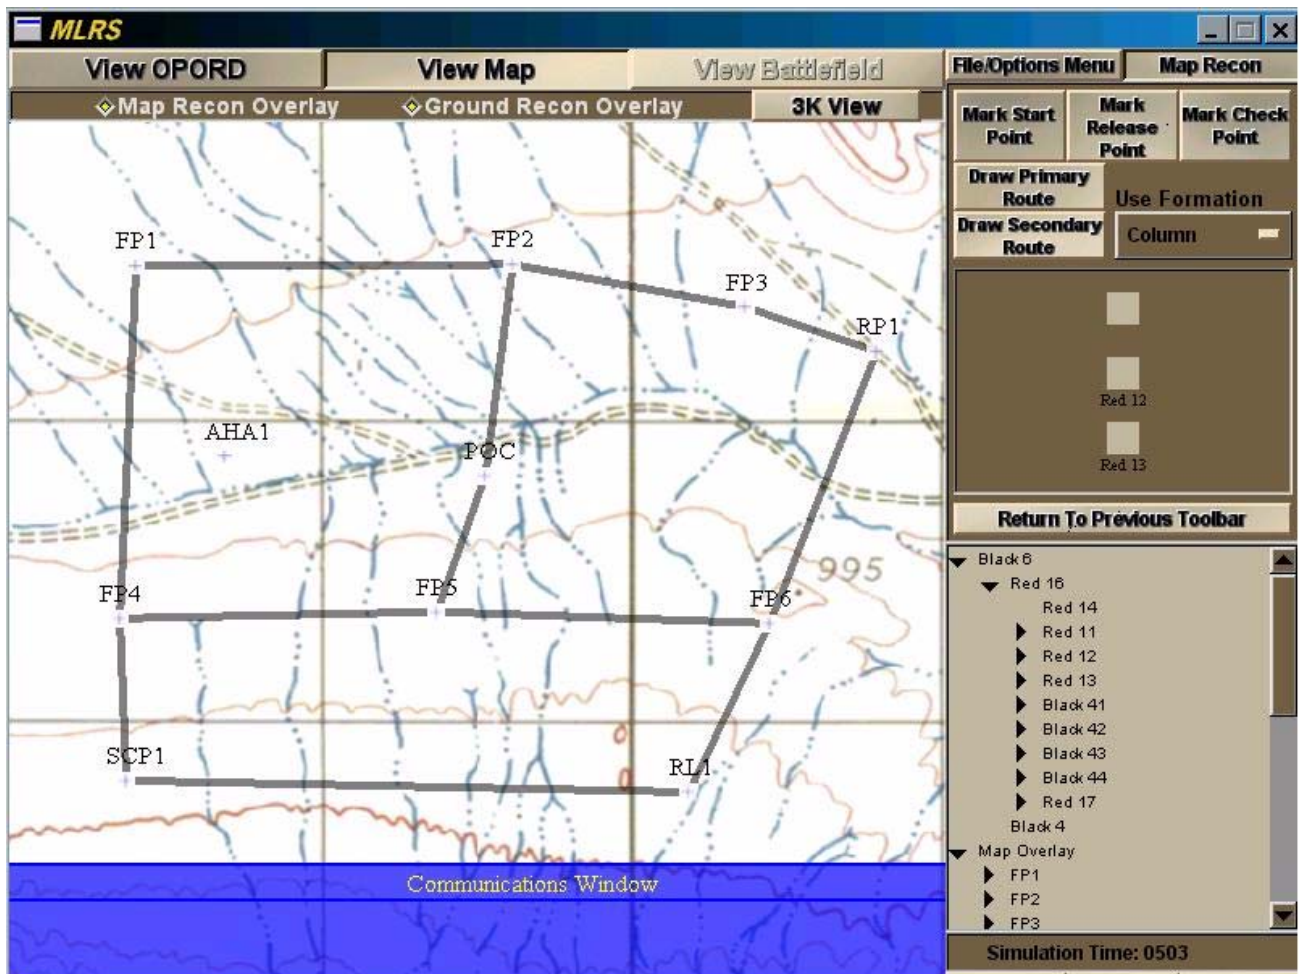 MLRS
View OPORD
View Map
View Battlefield
File/Options Menu
Map Recon
Map Recon Overlay
Ground Recon Overlay
3K View
Mark Start
Point
Mark
Release
Point
Mark Check
Point
Draw Primary
Route
Draw Secondary
Route
Use Formation
Column
Red 12
Red 13
Return To Previous Toolbar
FP1
FP2
FP3
RP1
AHA1
POC
FP4
FP5
FP6
995
SCP1
RL1
Communications Window
Black 6
Red 16
Red 14
Red 11
Red 12
Red 13
Black 41
Black 42
Black 43
Black 44
Red 17
Black 4
Map Overlay
FP1
FP2
FP3
Simulation Time: 0503